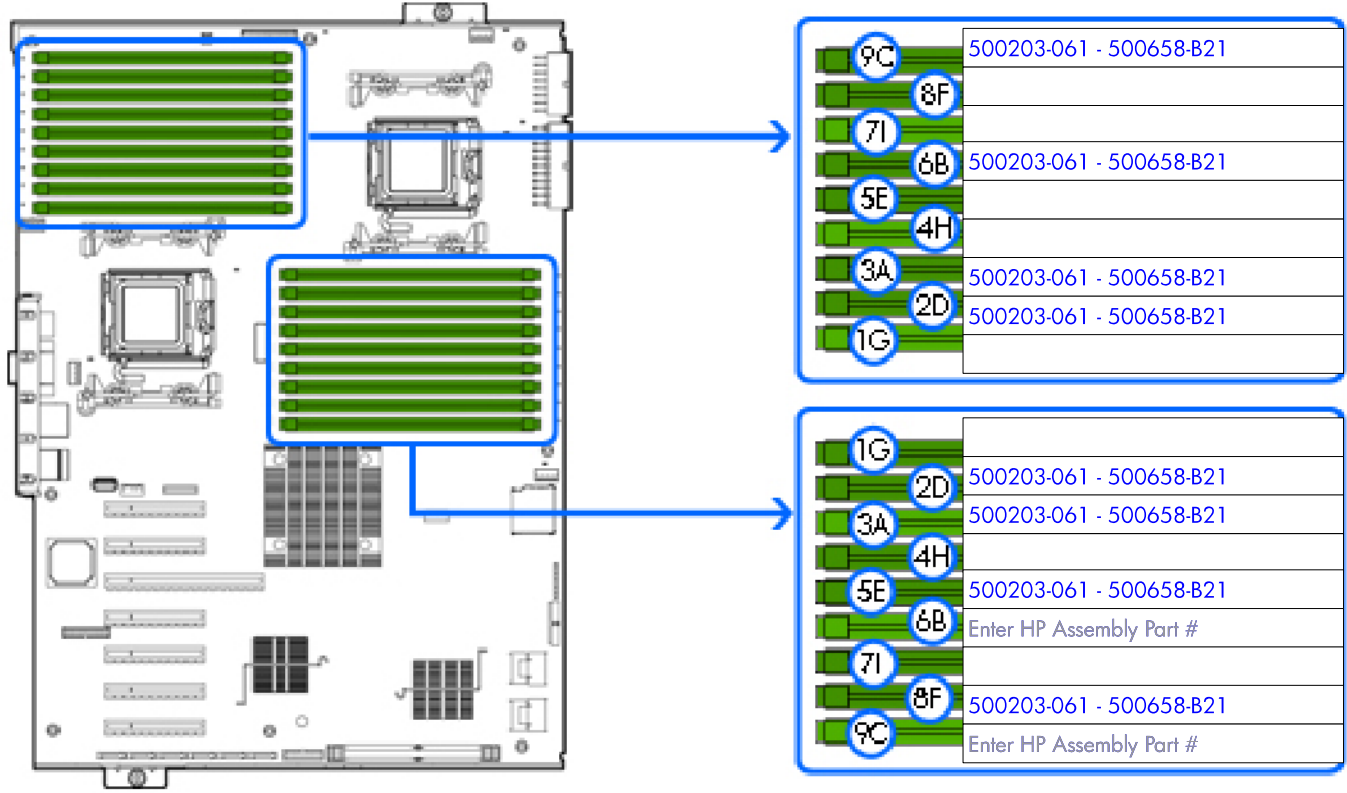 9C 500203-061 - 500658-B21
8F
7I
6B 500203-061 - 500658-B21
5E
4H
3A 500203-061 - 500658-B21
2D 500203-061 - 500658-B21
1G
1G
2D 500203-061 - 500658-B21
3A 500203-061 - 500658-B21
4H
5E 500203-061 - 500658-B21
6B Enter HP Assembly Part #
7I
8F 500203-061 - 500658-B21
9C Enter HP Assembly Part #